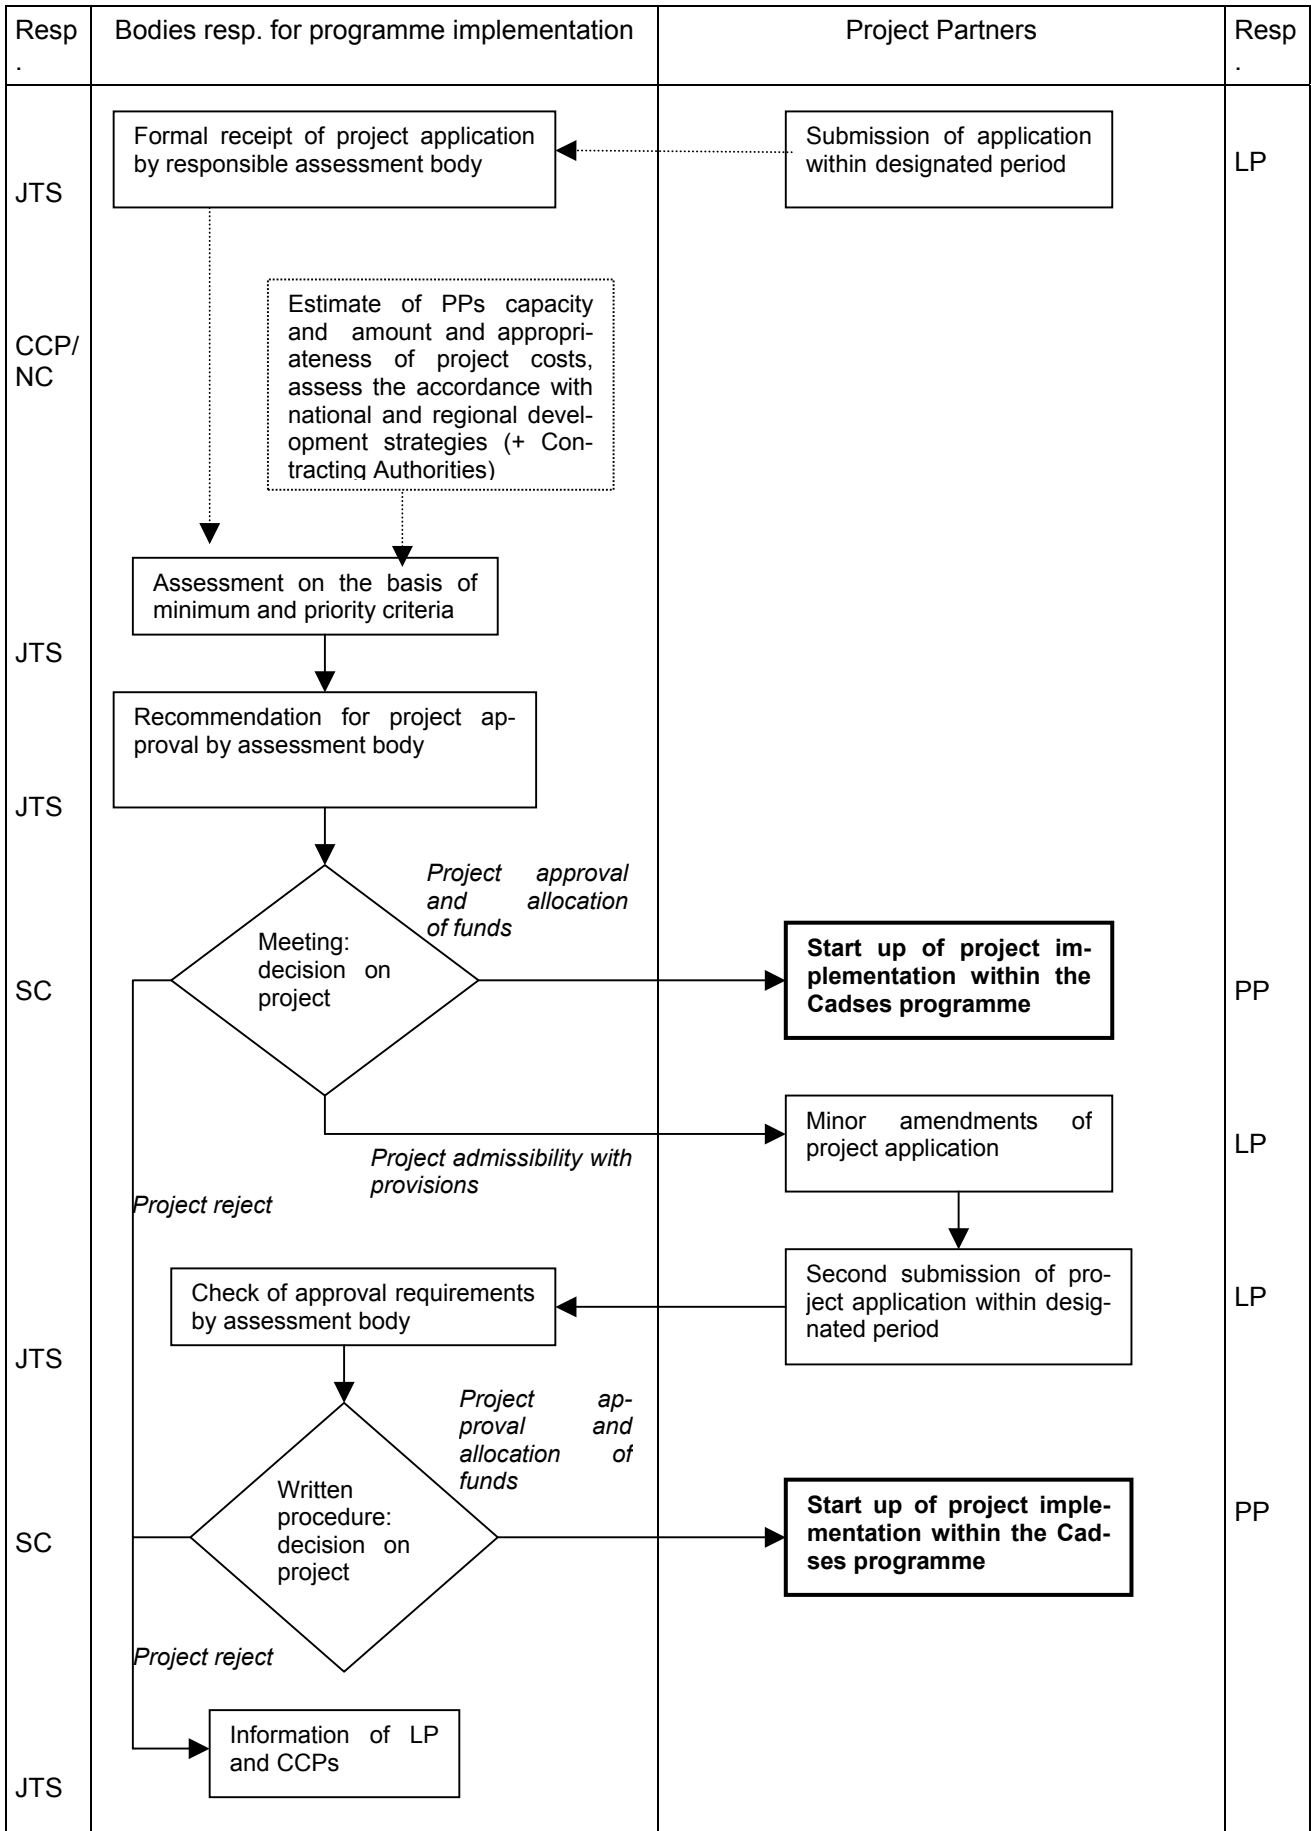 Resp
.
Bodies resp. for programme implementation
Project Partners
Resp
.
Formal receipt of project application
by responsible assessment body
Submission of application
within designated period
LP
JTS
Estimate of PPs capacity
and amount and appropri-
ateness of project costs,
assess the accordance with
national and regional devel-
opment strategies (+ Con-
tracting Authorities)
CCP/
NC
Assessment on the basis of
minimum and priority criteria
JTS
Recommendation for project ap-
proval by assessment body
JTS
Project approval
and allocation
of funds
Meeting:
decision on
project
SC
Start up of project im-
plementation within the
Cadses programme
PP
Minor amendments of
project application
LP
Project admissibility with
provisions
Project reject
Second submission of pro-
ject application within desig-
nated period
LP
Check of approval requirements
by assessment body
JTS
Project ap-
proval and
allocation of
funds
Written
procedure:
decision on
project
SC
Start up of project imple-
mentation within the Cad-
ses programme
PP
Project reject
Information of LP
and CCPs
JTS